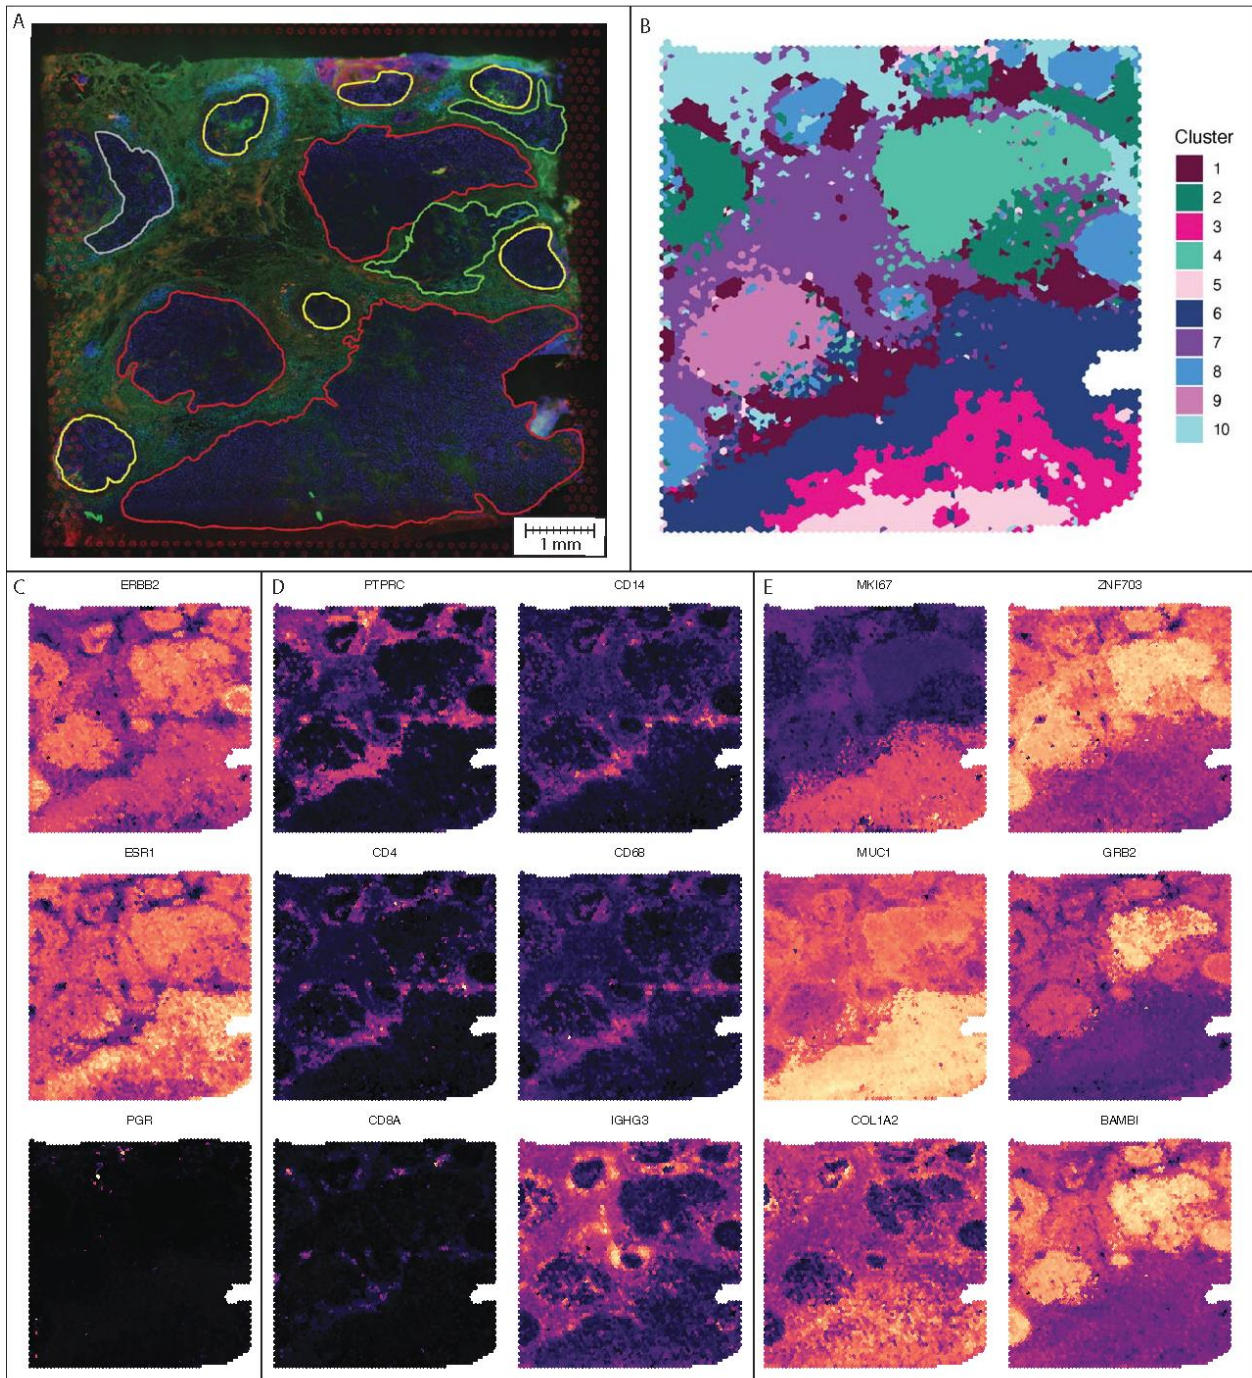 A
1 mm
B
Cluster
1
2
3
4
5
6
7
8
9
10
C
ERBB2
D
PTPRC
CD14
E
MKI67
ZNF703
ESR1
CD4
CD68
MUC1
GRB2
PGR
CD8A
IGHG3
COL1A2
BAMBI